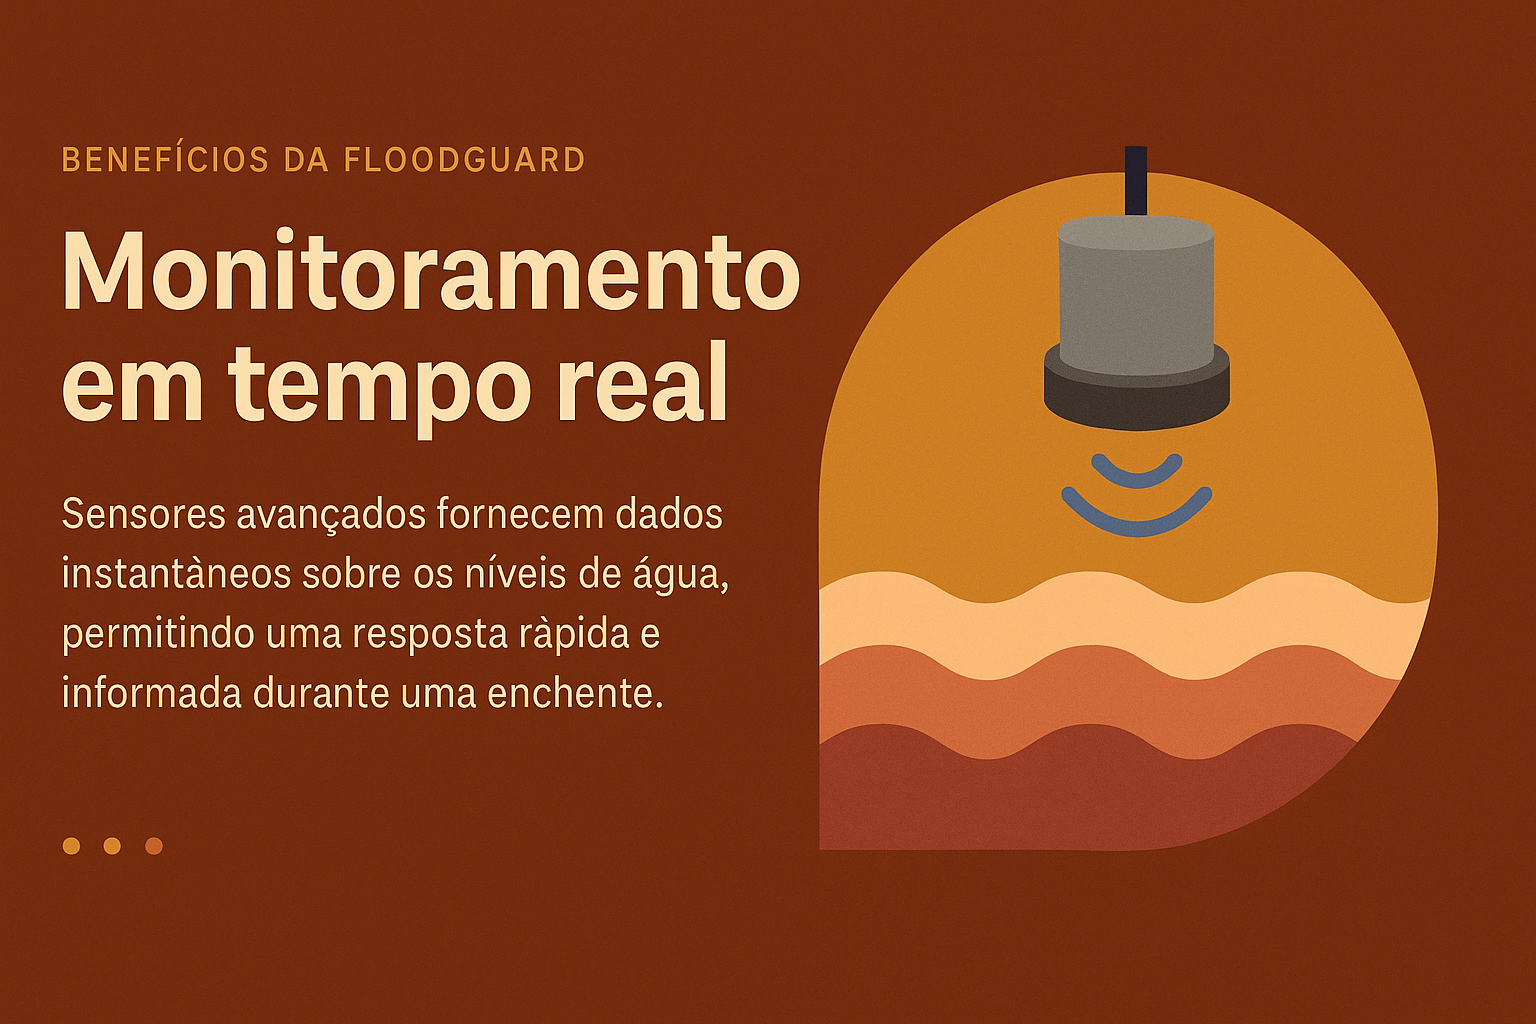 BENEFÍCIOS DA FLOODGUARD
Monitoramento
em tempo real
Sensores avançados fornecem dados
instantàneos sobre os níveis de água,
permitindo uma resposta ràpida e
informada durante uma enchente.